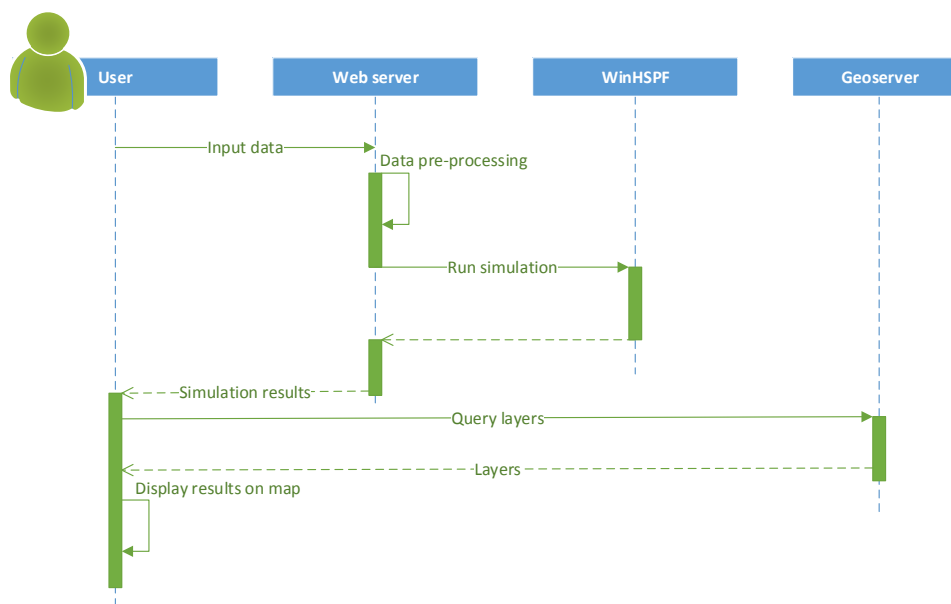 User
Web server
WinHSPF
Geoserver
Input data
Data pre-processing
Run simulation
Simulation results
Query layers
Layers
Display results on map